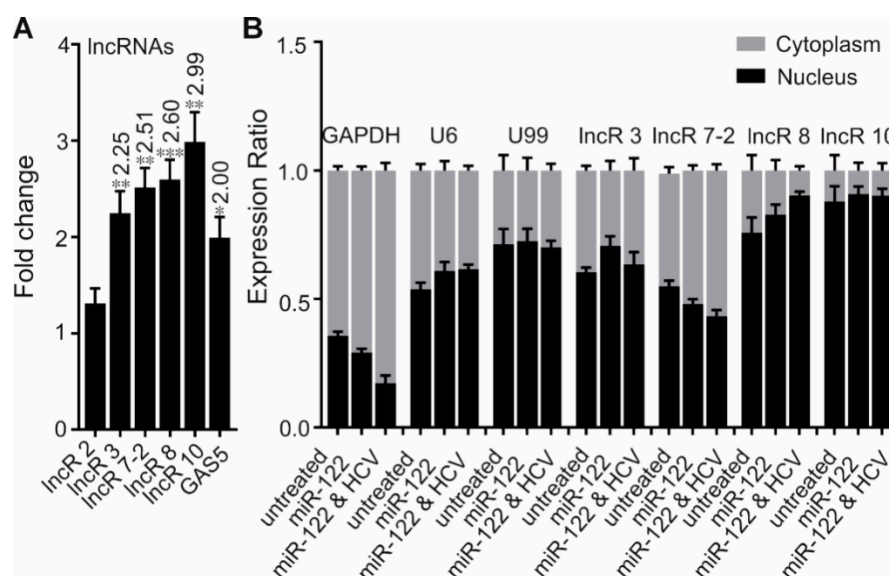 A
B
lncRNAs
Fold change
4
3
2
1
0
**2.25
**2.51
***2.60
**2.99
*2.00
lncR 2
lncR 3
lncR 7-2
lncR 8
lncR 10
GAS5
Expression Ratio
1.5
1.0
0.5
0.0
Cytoplasm
Nucleus
GAPDH U6 U99 lncR 3 lncR 7-2 lncR 8 lncR 10
untreated
miR-122
miR-122 & HCV
untreated
miR-122
miR-122 & HCV
untreated
miR-122
miR-122 & HCV
untreated
miR-122
miR-122 & HCV
untreated
miR-122
miR-122 & HCV
untreated
miR-122
miR-122 & HCV
untreated
miR-122
miR-122 & HCV